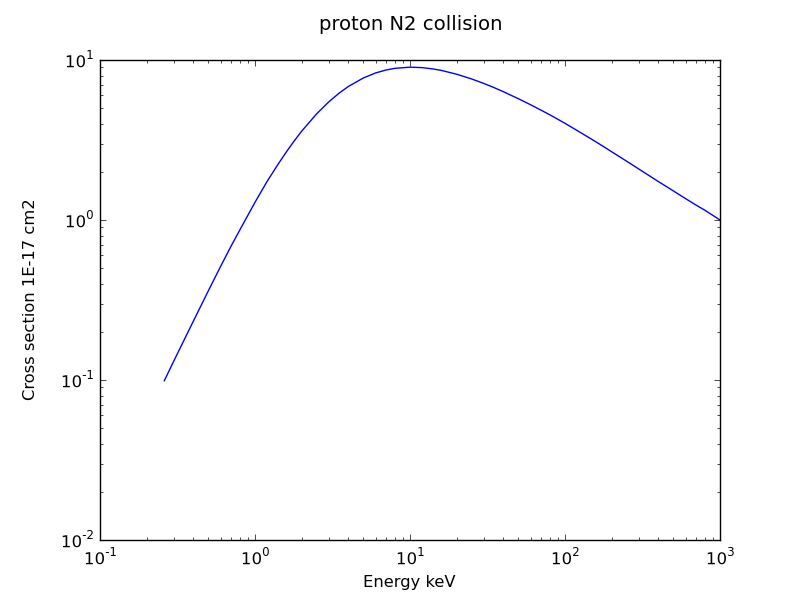 proton N2 collision
10^1
10^0
10^-1
10^-2
Cross section 1E-17 cm2
10^-1 10^0 10^1 10^2 10^3
Energy keV